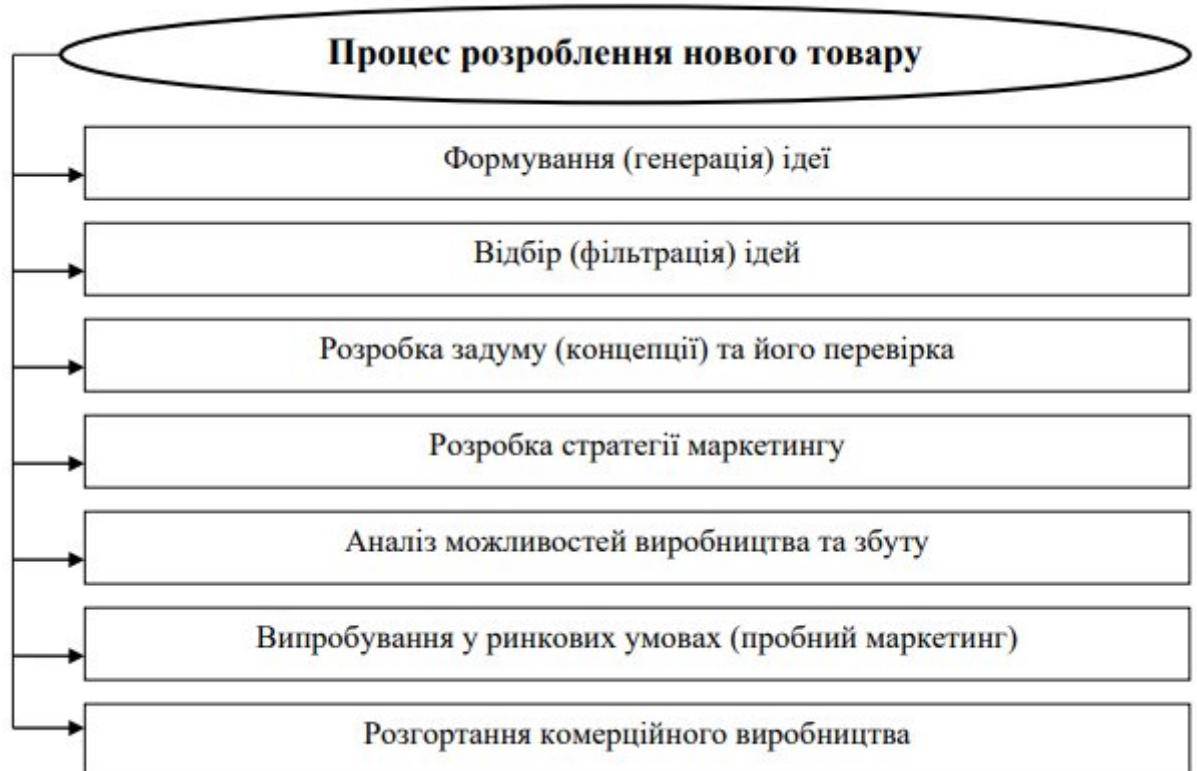 Процес розроблення нового товару
Формування (генерація) ідеї
Відбір (фільтрація) ідей
Розробка задуму (концепції) та його перевірка
Розробка стратегії маркетингу
Аналіз можливостей виробництва та збуту
Випробування у ринкових умовах (пробний маркетинг)
Розгортання комерційного виробництва